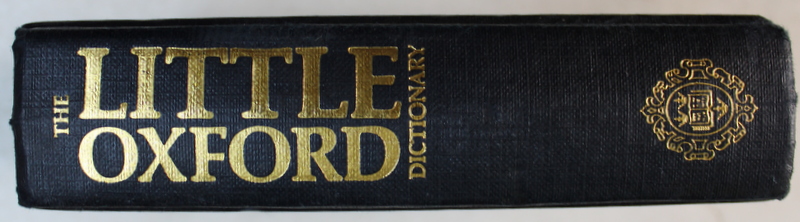 THE
LITTLE
OXFORD
DICTIONARY